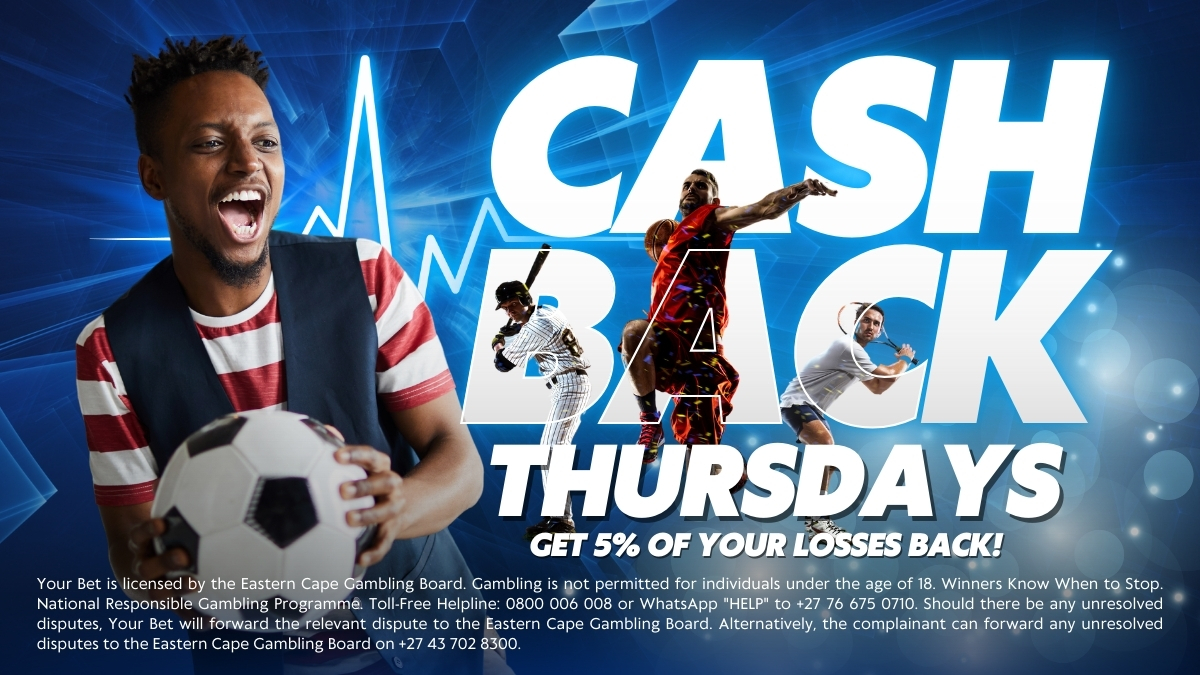 CASH
BACK
THURSDAYS
GET 5% OF YOUR LOSSES BACK!
Your Bet is licensed by the Eastern Cape Gambling Board. Gambling is not permitted for individuals under the age of 18. Winners Know When to Stop.
National Responsible Gambling Programme. Toll-Free Helpline: 0800 006 008 or WhatsApp "HELP" to +27 76 675 0710. Should there be any unresolved
disputes, Your Bet will forward the relevant dispute to the Eastern Cape Gambling Board. Alternatively, the complainant can forward any unresolved
disputes to the Eastern Cape Gambling Board on +27 43 702 8300.